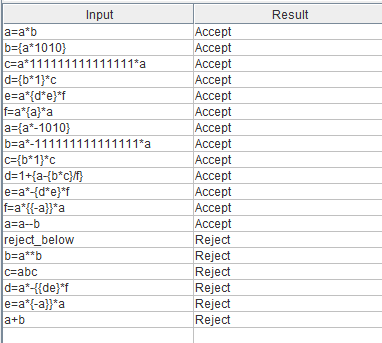 Input Result
a=a*b Accept
b={a*1010} Accept
c=a*111111111111111*a Accept
d={b*1}*c Accept
e=a*{d*e}*f Accept
f=a*{a}*a Accept
a={a*-1010} Accept
b=a*-111111111111111*a Accept
c={b*1}*c Accept
d=1+{a-{b*c}/f} Accept
e=a*-{d*e}*f Accept
f=a*{{-a}}*a Accept
a=a--b Accept
reject_below Reject
b=a**b Reject
c=abc Reject
d=a*-{{de}*f Reject
e=a*{-a}}*a Reject
a+b Reject